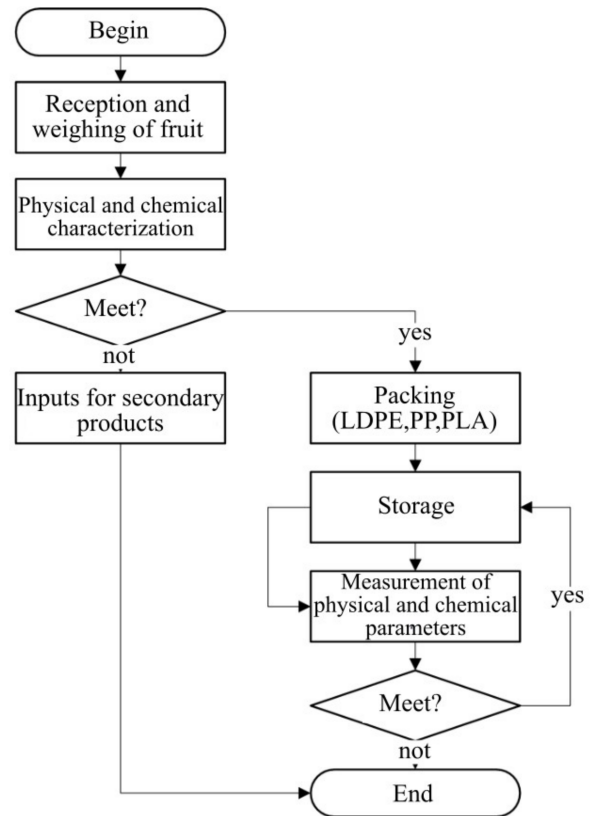 Begin
Reception and
weighing of fruit
Physical and chemical
characterization
Meet?
not
yes
Inputs for secondary
products
Packing
(LDPE,PP,PLA)
Storage
Measurement of
physical and chemical
parameters
yes
Meet?
not
End